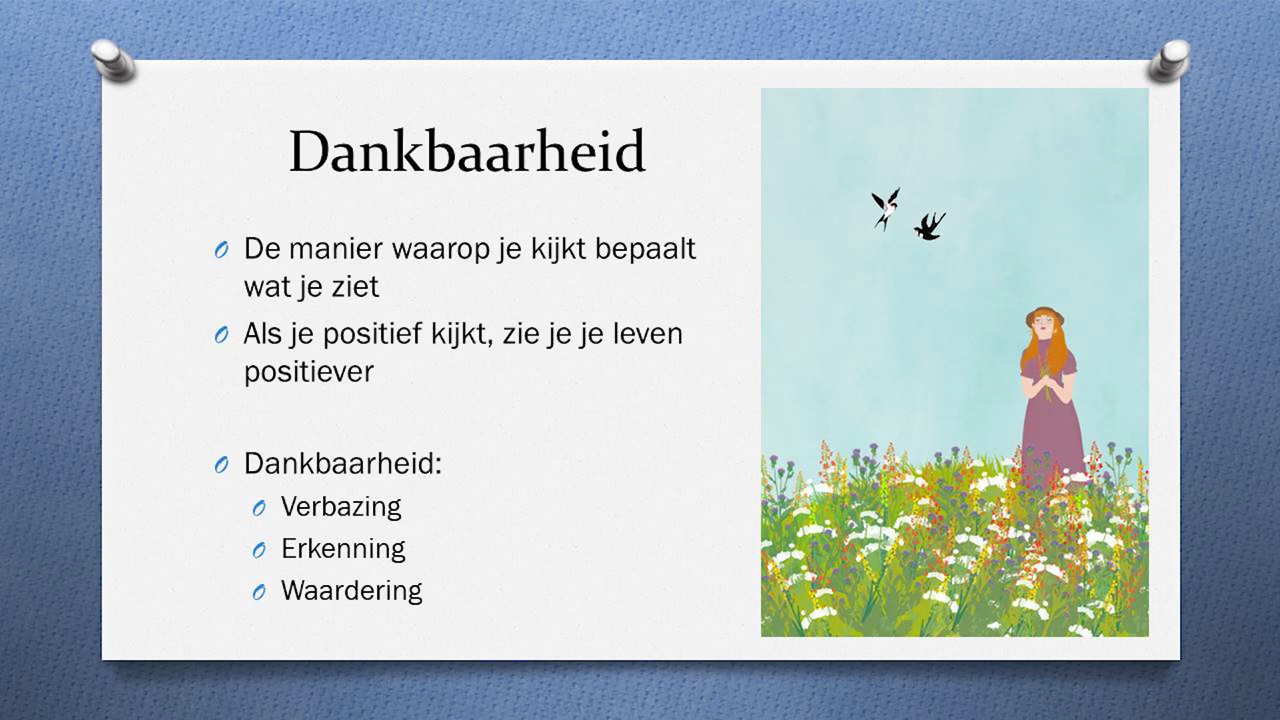 Dankbaarheid
De manier waarop je kijkt bepaalt
wat je ziet
Als je positief kijkt, zie je je leven
positiever
Dankbaarheid:
Verbazing
Erkenning
Waardering